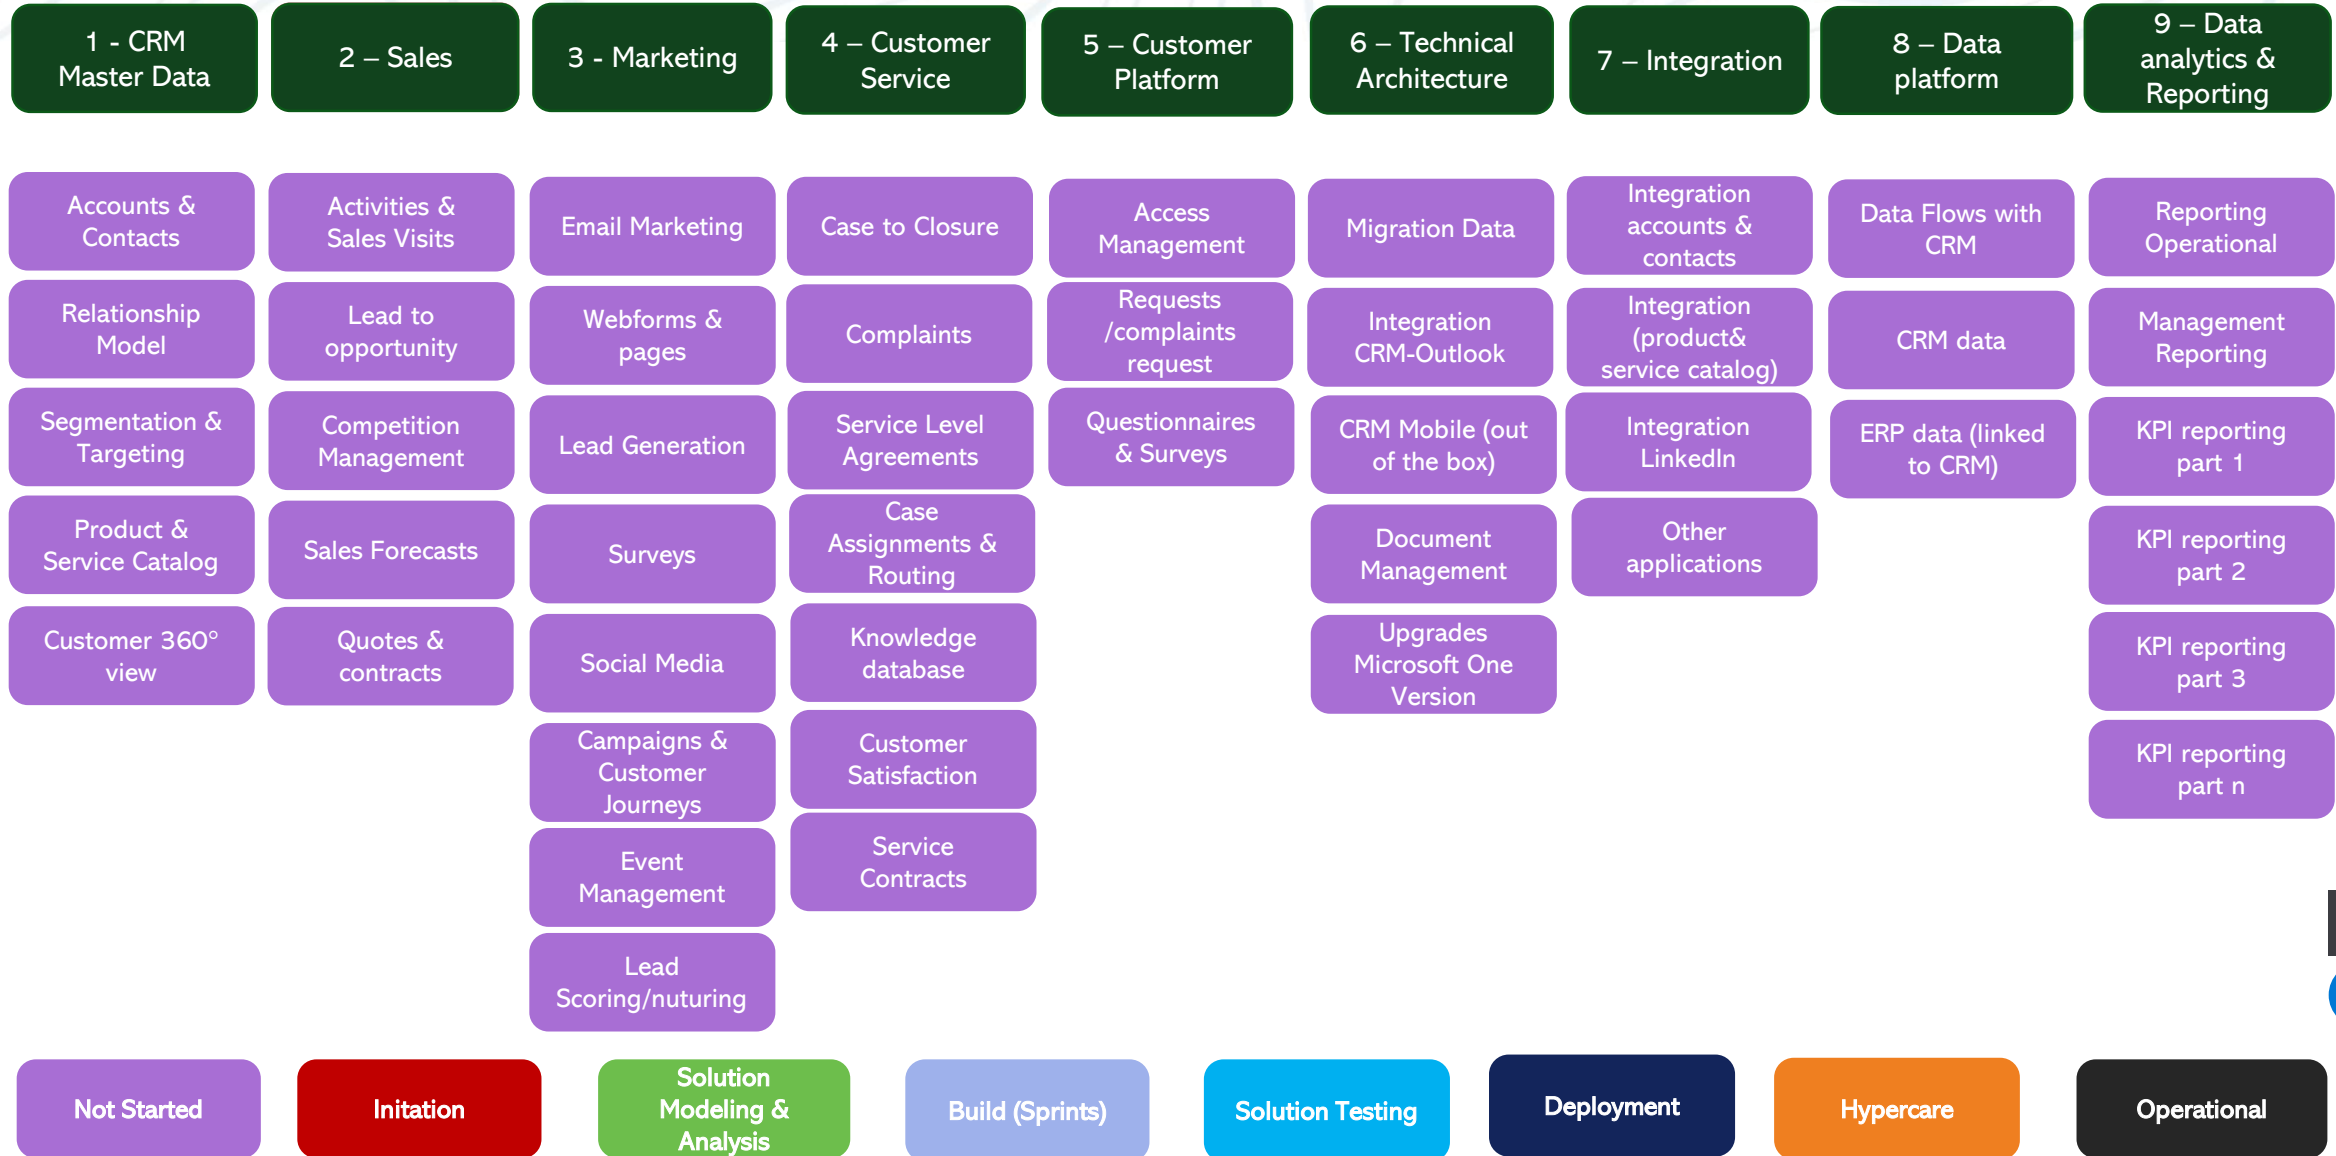 1 - CRM
Master Data
2 – Sales
3 - Marketing
4 – Customer
Service
5 – Customer
Platform
6 – Technical
Architecture
7 – Integration
8 – Data
platform
9 – Data
analytics &
Reporting
Accounts &
Contacts
Relationship
Model
Segmentation &
Targeting
Product &
Service Catalog
Customer 360°
view
Activities &
Sales Visits
Lead to
opportunity
Competition
Management
Sales Forecasts
Quotes &
contracts
Email Marketing
Webforms &
pages
Lead Generation
Surveys
Social Media
Campaigns &
Customer
Journeys
Event
Management
Lead
Scoring/nuturing
Case to Closure
Complaints
Service Level
Agreements
Case
Assignments &
Routing
Knowledge
database
Customer
Satisfaction
Service
Contracts
Access
Management
Requests
/complaints
request
Questionnaires
& Surveys
Migration Data
Integration
CRM-Outlook
CRM Mobile (out
of the box)
Document
Management
Upgrades
Microsoft One
Version
Integration
accounts &
contacts
Integration
(product&
service catalog)
Integration
LinkedIn
Other
applications
Data Flows with
CRM
CRM data
ERP data (linked
to CRM)
Reporting
Operational
Management
Reporting
KPI reporting
part 1
KPI reporting
part 2
KPI reporting
part 3
KPI reporting
part n
Not Started
Initation
Solution
Modeling &
Analysis
Build (Sprints)
Solution Testing
Deployment
Hypercare
Operational